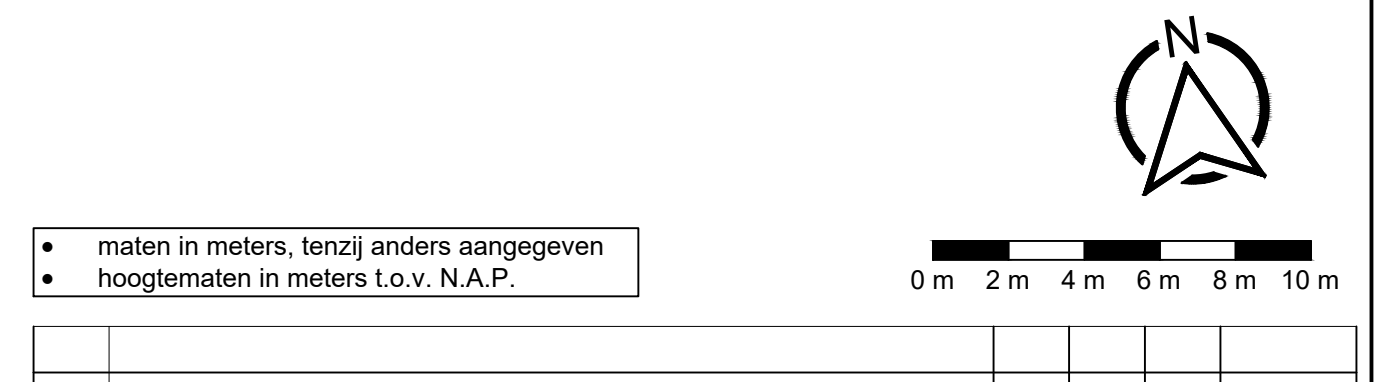 N
• maten in meters, tenzij anders aangegeven
• hoogtematen in meters t.o.v. N.A.P.
0 m 2 m 4 m 6 m 8 m 10 m